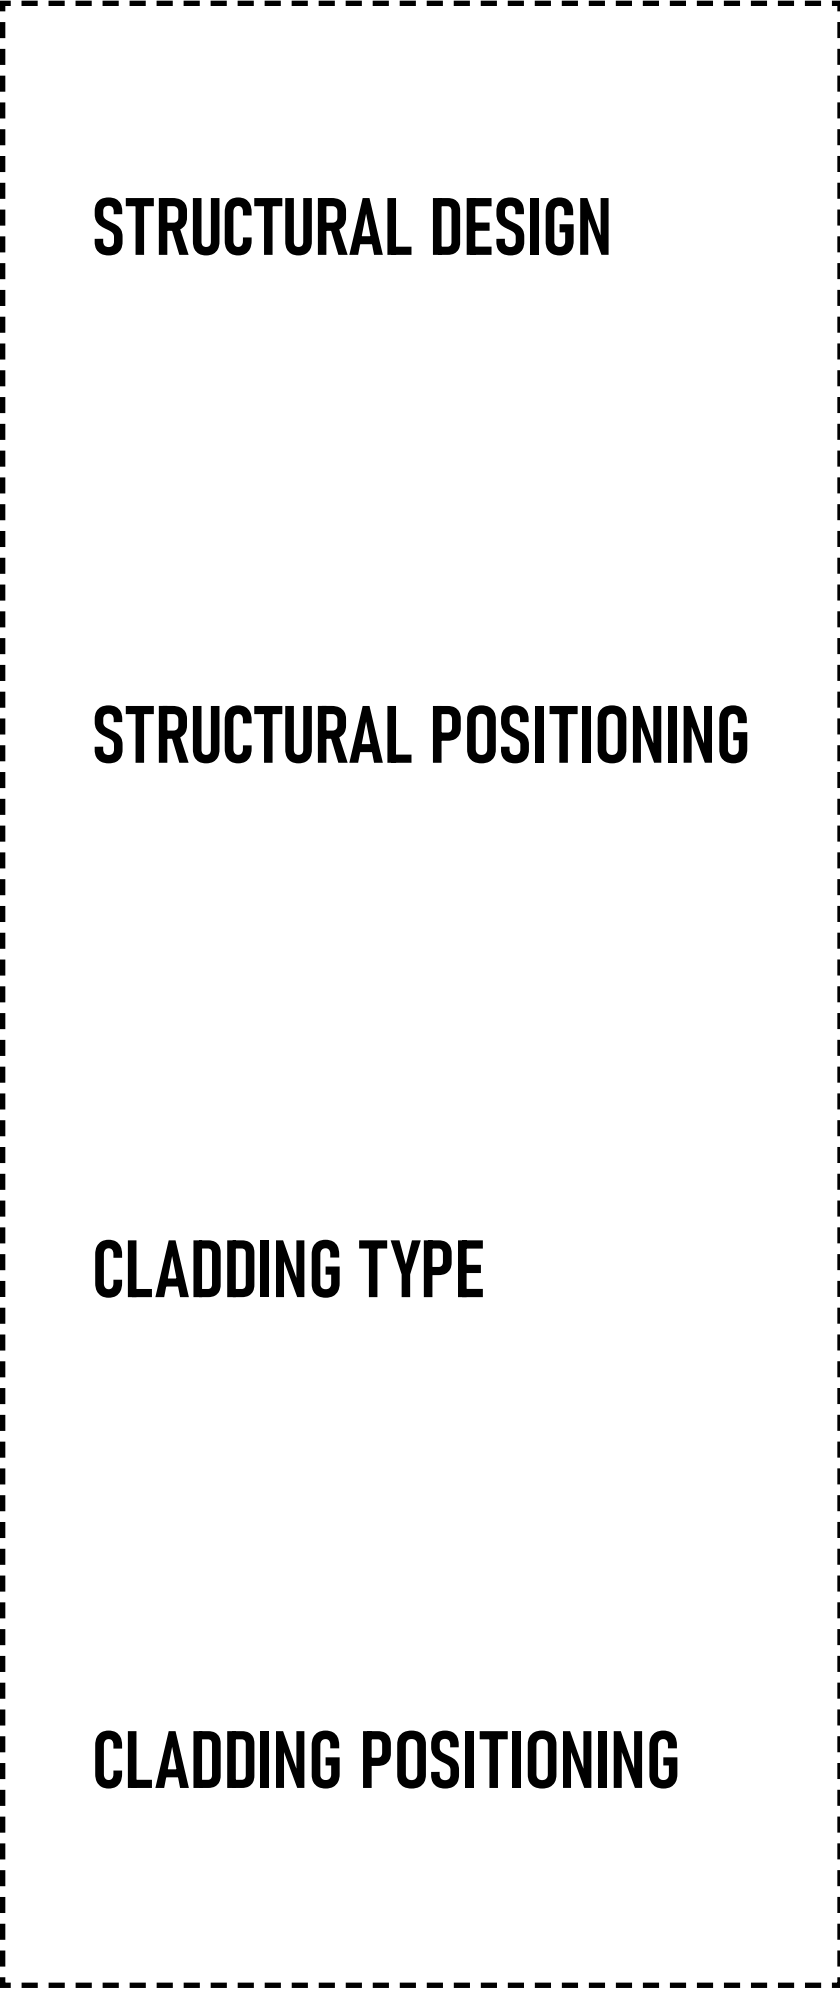 STRUCTURAL DESIGN
STRUCTURAL POSITIONING
CLADDING TYPE
CLADDING POSITIONING